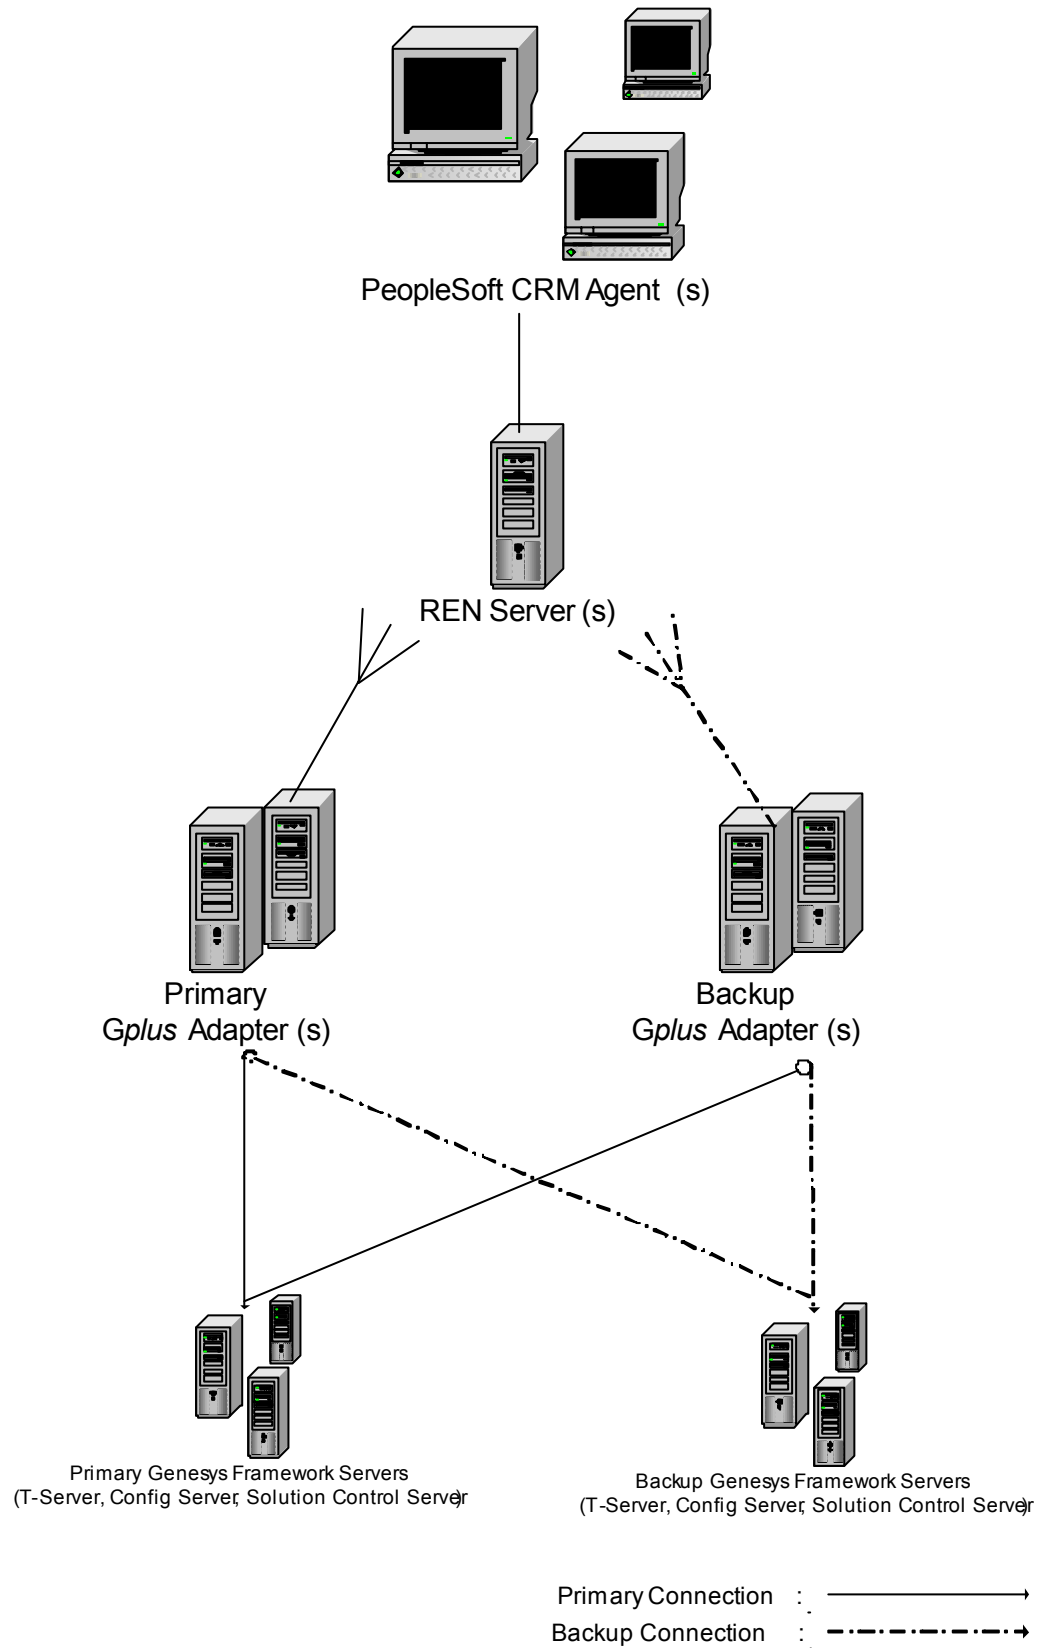 PeopleSoft CRM Agent (s)
REN Server (s)
Primary
Gplus Adapter (s)
Backup
Gplus Adapter (s)
Primary Genesys Framework Servers
(T-Server, Config Server, Solution Control Server)
Backup Genesys Framework Servers
(T-Server, Config Server, Solution Control Server)
Primary Connection :
Backup Connection :